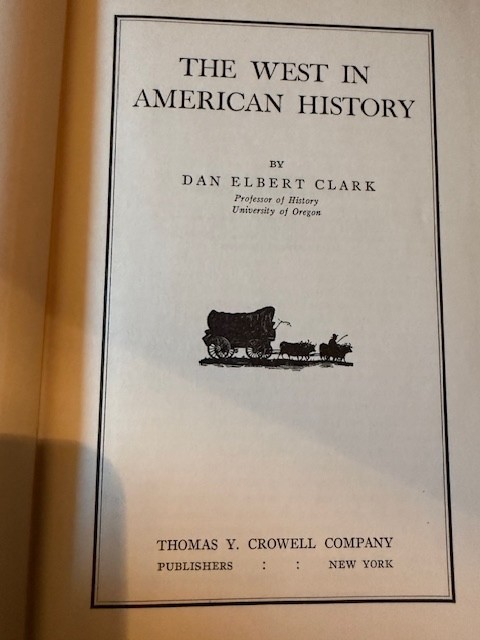 THE WEST IN
AMERICAN HISTORY
BY
DAN ELBERT CLARK
Professor of History
University of Oregon
THOMAS Y. CROWELL COMPANY
PUBLISHERS : : NEW YORK